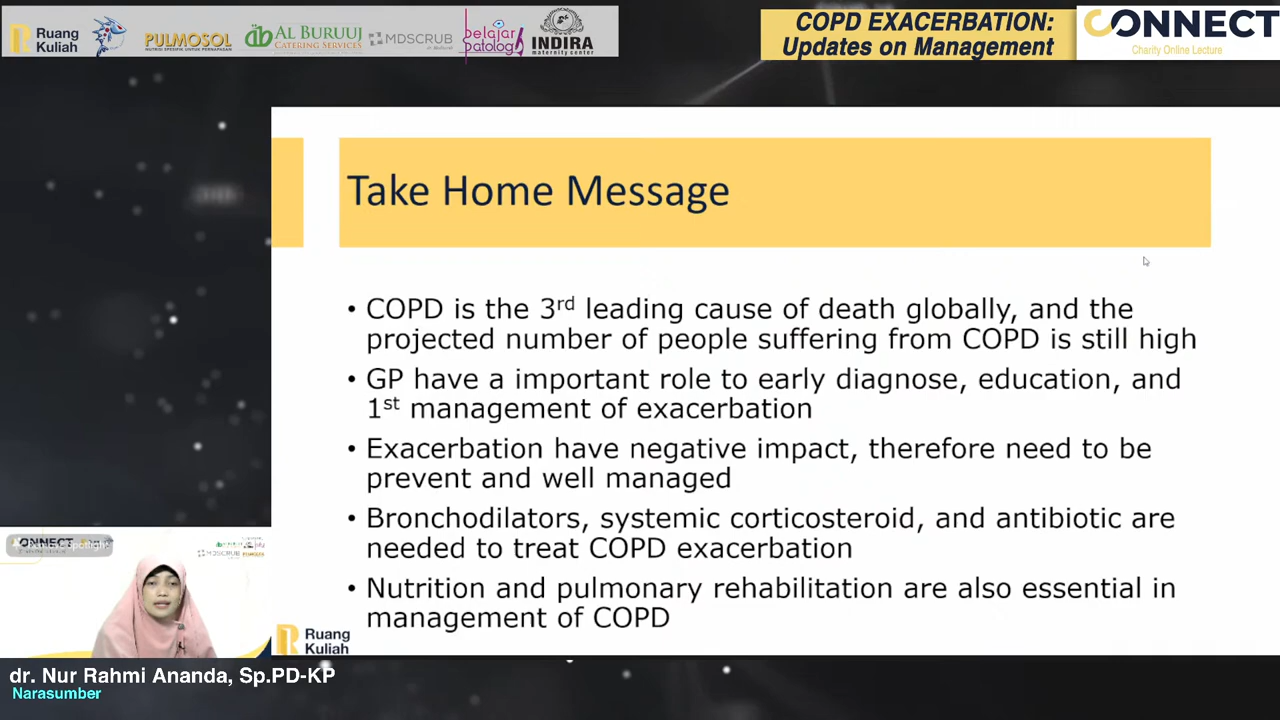 Ruang
Kuliah
PULMOSOL
NUTRISI SPESIFIK UNTUK PERNAPASAN
AL BURUUJ
CATERING SERVICES
MDSCRUB
belajar
patologi
INDIRA
maternity center
COPD EXACERBATION:
Updates on Management
CONNECT
Charity Online Lecture
Take Home Message
• COPD is the 3rd leading cause of death globally, and the
projected number of people suffering from COPD is still high
• GP have a important role to early diagnose, education, and
1st management of exacerbation
• Exacerbation have negative impact, therefore need to be
prevent and well managed
• Bronchodilators, systemic corticosteroid, and antibiotic are
needed to treat COPD exacerbation
• Nutrition and pulmonary rehabilitation are also essential in
management of COPD
Ruang
Kuliah
CONNECT
MDSCRUB
dr. Nur Rahmi Ananda, Sp.PD-KP
Narasumber